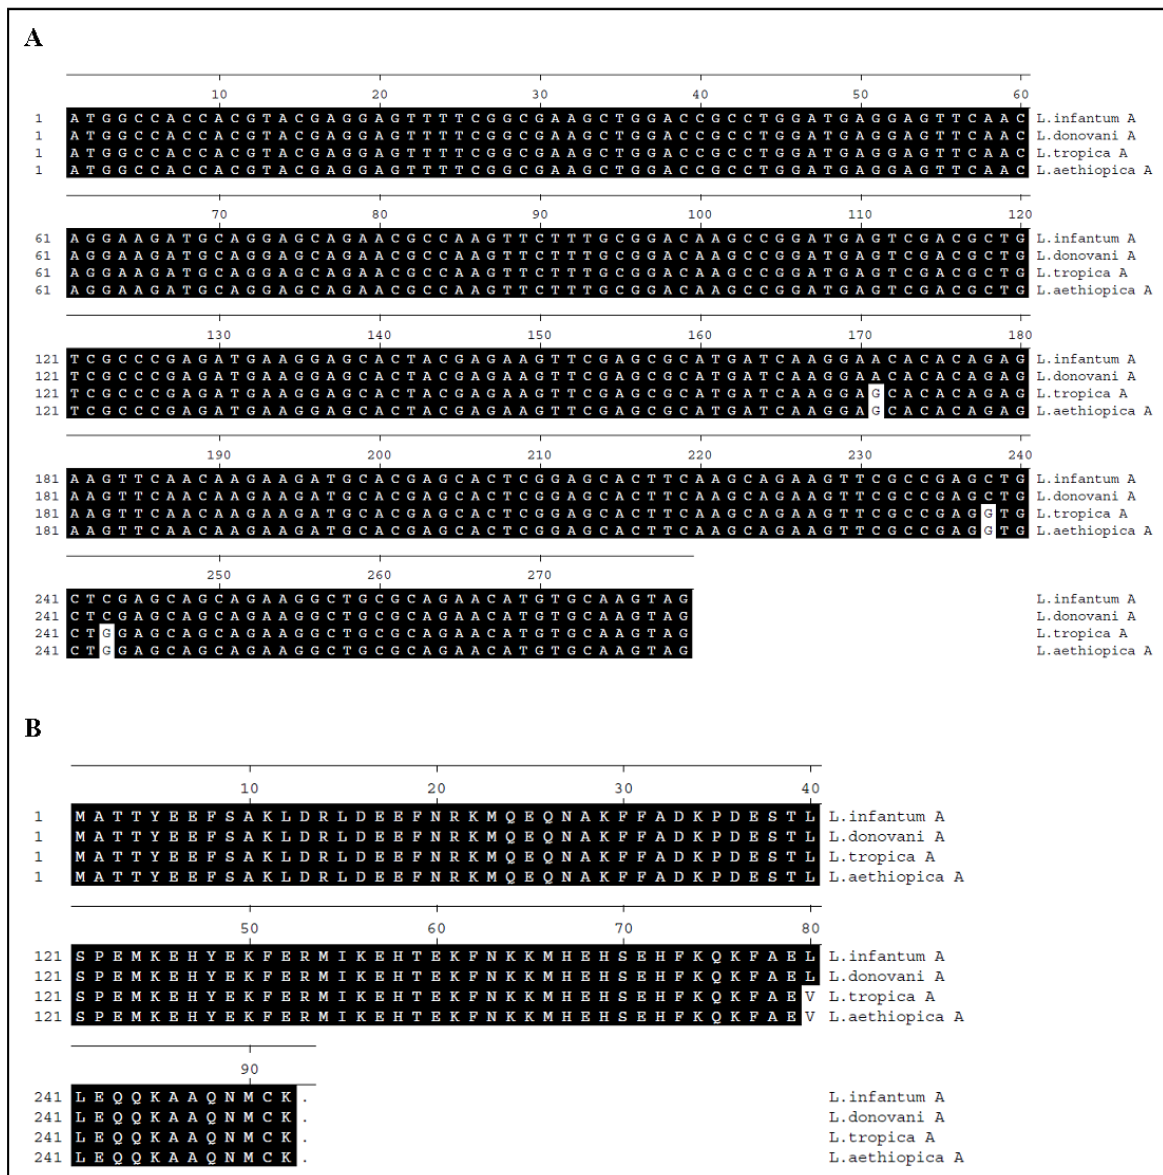 A
10 20 30 40 50 60
1 ATGGCCACCACGTACGAGGAGTTTTCGGCGAAGCTGGACCGCCTGGATGAGGAGTTCAAC L.infantum A
1 ATGGCCACCACGTACGAGGAGTTTTCGGCGAAGCTGGACCGCCTGGATGAGGAGTTCAAC L.donovani A
1 ATGGCCACCACGTACGAGGAGTTTTCGGCGAAGCTGGACCGCCTGGATGAGGAGTTCAAC L.tropica A
1 ATGGCCACCACGTACGAGGAGTTTTCGGCGAAGCTGGACCGCCTGGATGAGGAGTTCAAC L.aethiopica A
70 80 90 100 110 120
61 AGGAAGATGCAGGAGCAGAACGCCAAGTTCTTTGCGGACAAGCCGGATGAGTCGACGCTG L.infantum A
61 AGGAAGATGCAGGAGCAGAACGCCAAGTTCTTTGCGGACAAGCCGGATGAGTCGACGCTG L.donovani A
61 AGGAAGATGCAGGAGCAGAACGCCAAGTTCTTTGCGGACAAGCCGGATGAGTCGACGCTG L.tropica A
61 AGGAAGATGCAGGAGCAGAACGCCAAGTTCTTTGCGGACAAGCCGGATGAGTCGACGCTG L.aethiopica A
130 140 150 160 170 180
121 TCGCCCGAGATGAAGGAGCACTACGAGAAGTTCGAGCGCATGATCAAGGAACACACAGAG L.infantum A
121 TCGCCCGAGATGAAGGAGCACTACGAGAAGTTCGAGCGCATGATCAAGGAACACACAGAG L.donovani A
121 TCGCCCGAGATGAAGGAGCACTACGAGAAGTTCGAGCGCATGATCAAGGAGCACACAGAG L.tropica A
121 TCGCCCGAGATGAAGGAGCACTACGAGAAGTTCGAGCGCATGATCAAGGAGCACACAGAG L.aethiopica A
190 200 210 220 230 240
181 AAGTTCAACAAGAAGATGCACGAGCACTCGGAGCACTTCAAGCAGAAGTTCGCCGAGCTG L.infantum A
181 AAGTTCAACAAGAAGATGCACGAGCACTCGGAGCACTTCAAGCAGAAGTTCGCCGAGCTG L.donovani A
181 AAGTTCAACAAGAAGATGCACGAGCACTCGGAGCACTTCAAGCAGAAGTTCGCCGAGGTG L.tropica A
181 AAGTTCAACAAGAAGATGCACGAGCACTCGGAGCACTTCAAGCAGAAGTTCGCCGAGGTG L.aethiopica A
250 260 270
241 CTCGAGCAGCAGAAGGCTGCGCAGAACATGTGCAAGTAG L.infantum A
241 CTCGAGCAGCAGAAGGCTGCGCAGAACATGTGCAAGTAG L.donovani A
241 CTGGAGCAGCAGAAGGCTGCGCAGAACATGTGCAAGTAG L.tropica A
241 CTGGAGCAGCAGAAGGCTGCGCAGAACATGTGCAAGTAG L.aethiopica A
B
10 20 30 40
1 MATTYEEFSAKLDRLDEEFNRKMQEQNAKFFADKPDESTL L.infantum A
1 MATTYEEFSAKLDRLDEEFNRKMQEQNAKFFADKPDESTL L.donovani A
1 MATTYEEFSAKLDRLDEEFNRKMQEQNAKFFADKPDESTL L.tropica A
1 MATTYEEFSAKLDRLDEEFNRKMQEQNAKFFADKPDESTL L.aethiopica A
50 60 70 80
121 SPEMKEHYEKFERMIKEHTEKFNKKMHEHSEHFKQKFAEL L.infantum A
121 SPEMKEHYEKFERMIKEHTEKFNKKMHEHSEHFKQKFAEL L.donovani A
121 SPEMKEHYEKFERMIKEHTEKFNKKMHEHSEHFKQKFAEV L.tropica A
121 SPEMKEHYEKFERMIKEHTEKFNKKMHEHSEHFKQKFAEV L.aethiopica A
90
241 LEQQKAAQNMCK. L.infantum A
241 LEQQKAAQNMCK. L.donovani A
241 LEQQKAAQNMCK. L.tropica A
241 LEQQKAAQNMCK. L.aethiopica A